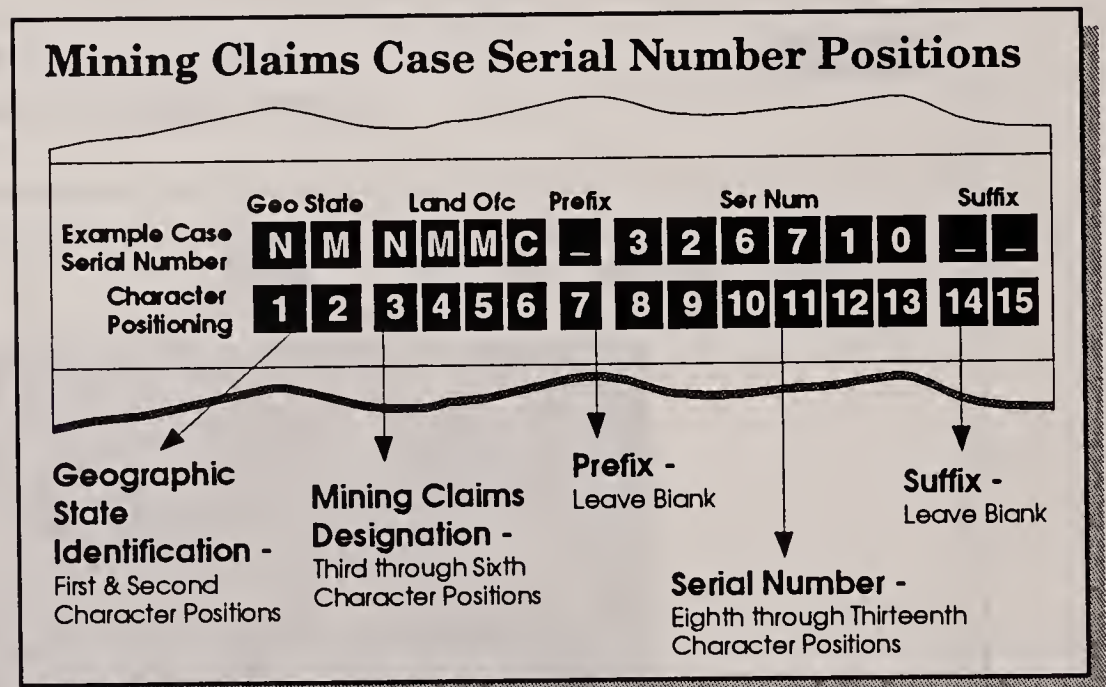 Mining Claims Case Serial Number Positions
Geo State Land Ofc Prefix Ser Num Suffix
Example Case Serial Number N M N M M C _ 3 2 6 7 1 0 _ _
Character Positioning 1 2 3 4 5 6 7 8 9 10 11 12 13 14 15
Geographic
State
Identification -
First & Second
Character Positions
Mining Claims
Designation -
Third through Sixth
Character Positions
Prefix -
Leave Blank
Serial Number -
Eighth through Thirteenth
Character Positions
Suffix -
Leave Blank